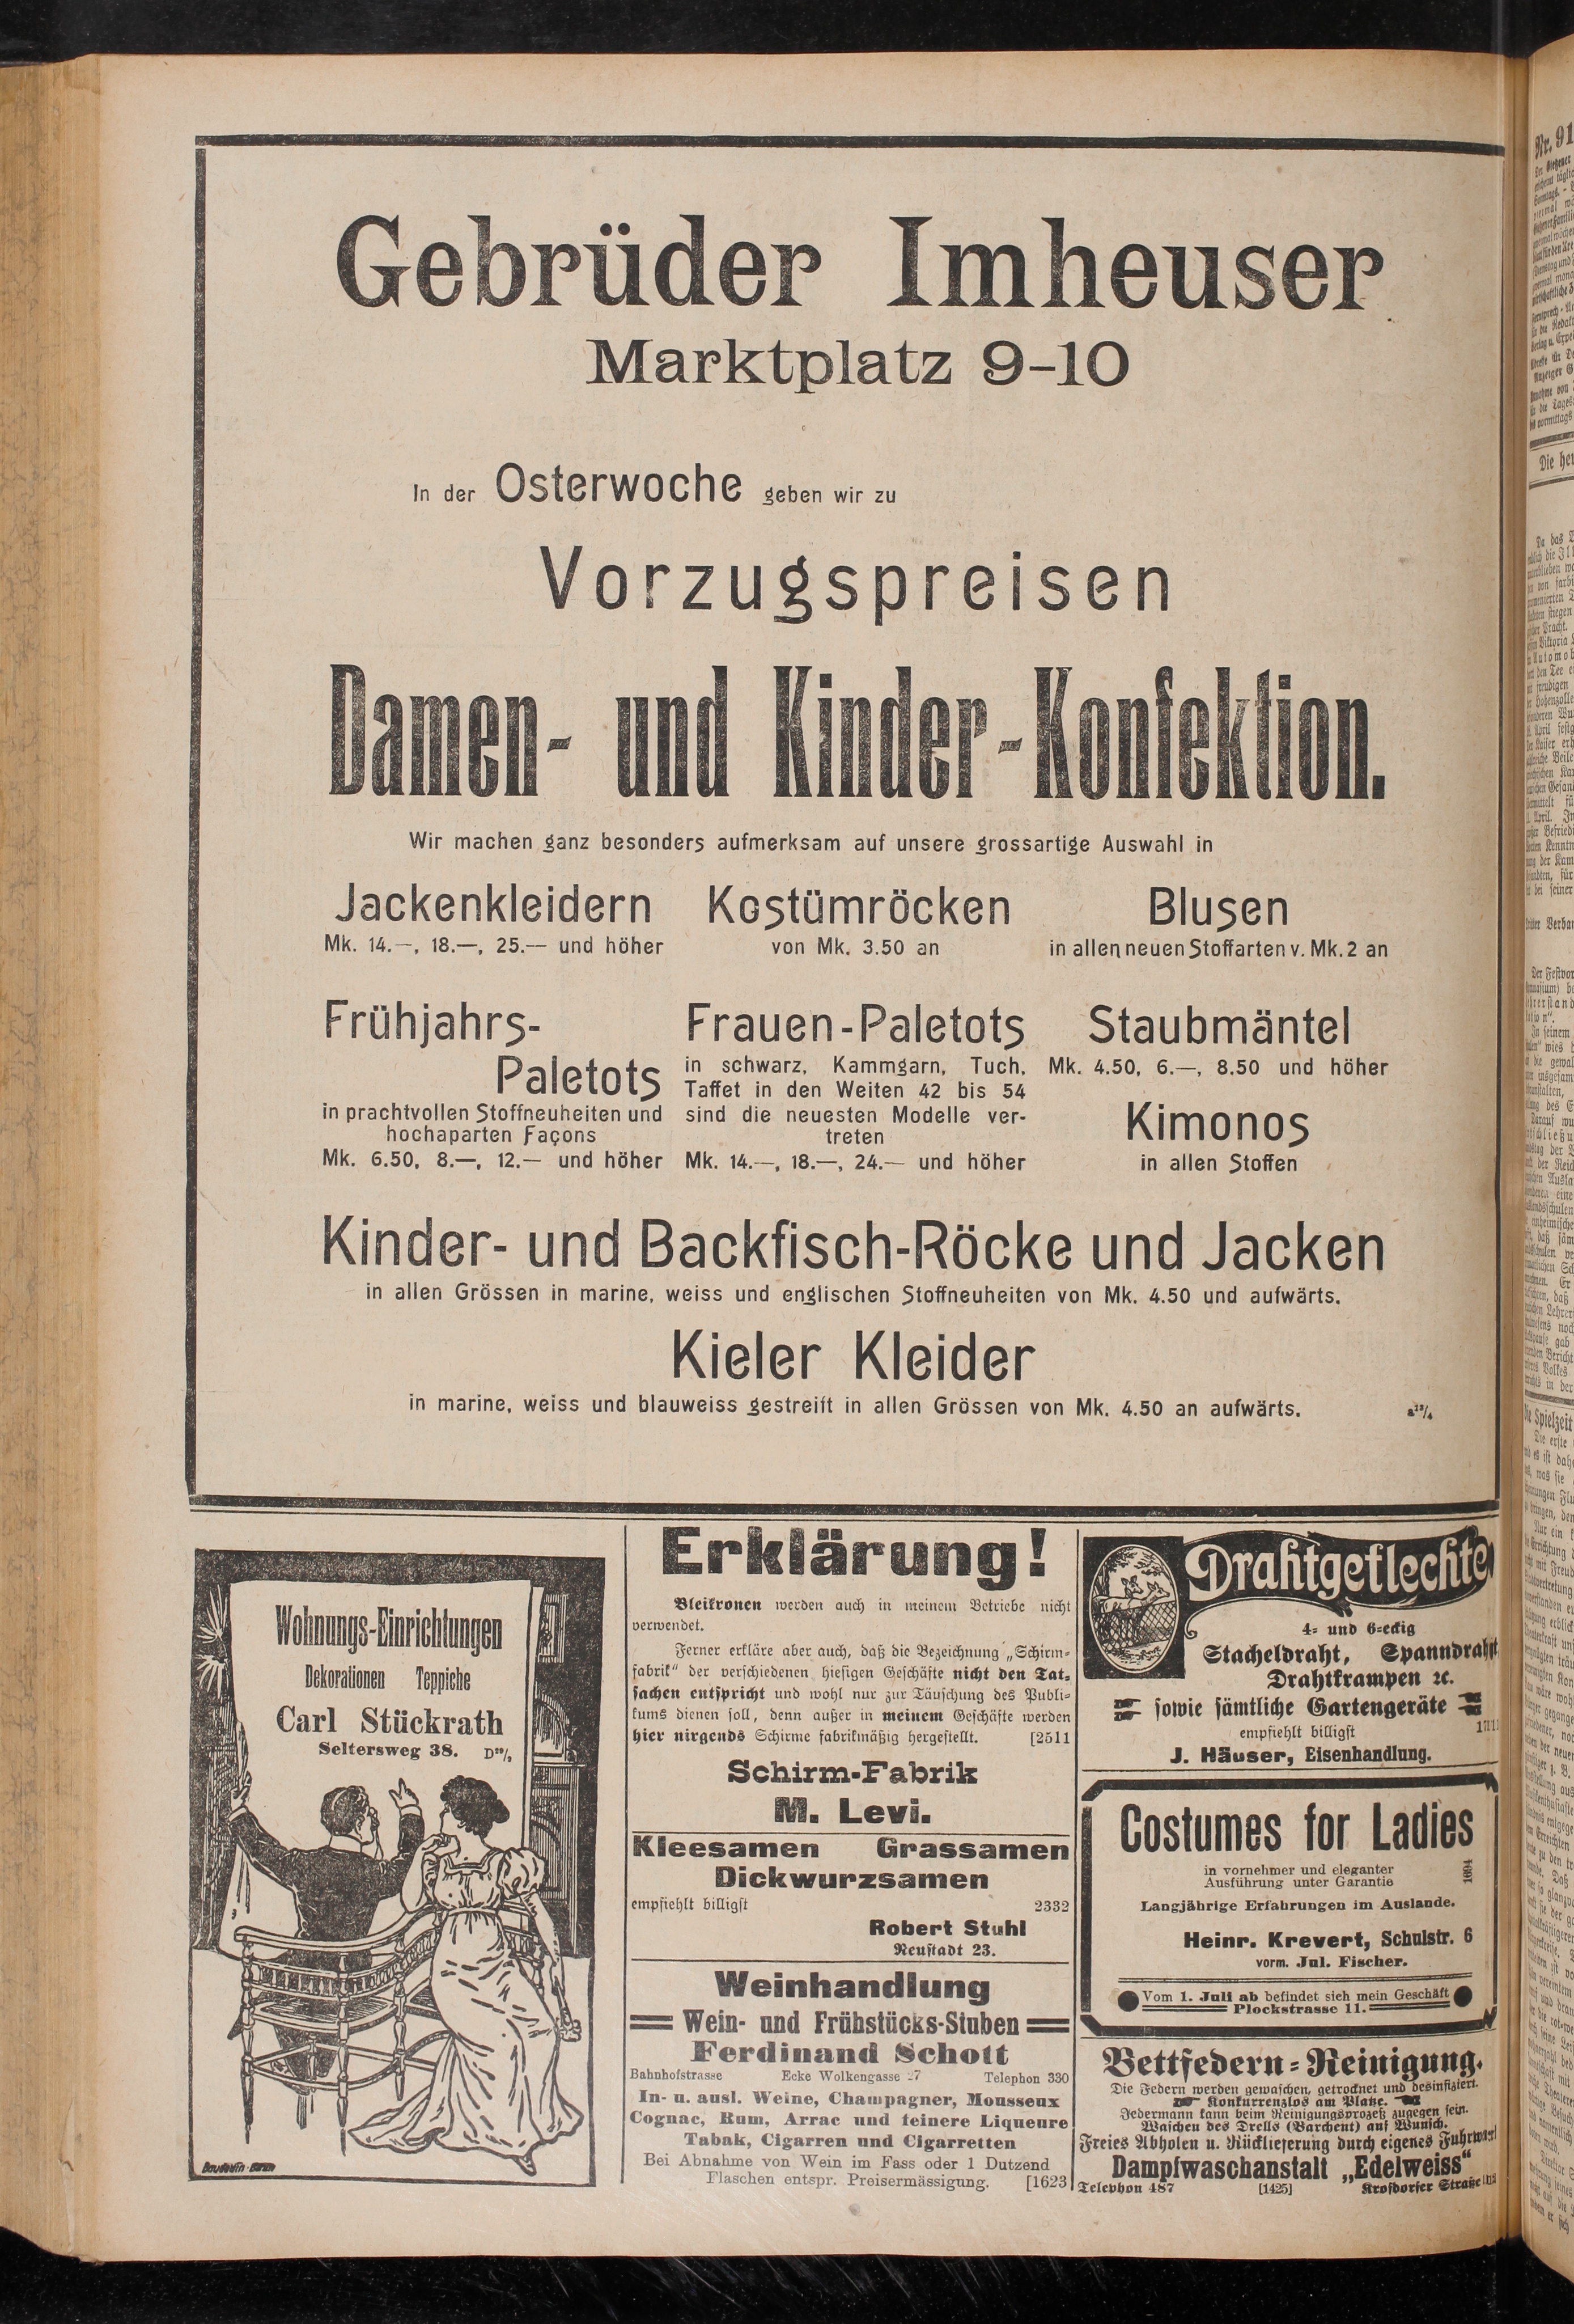 Gebrüder Imheuser
Marktplatz 9-10
In der Osterwoche geben wir zu
Vorzugspreisen
Damen- und Kinder-Konfektion.
Wir machen ganz besonders aufmerksam auf unsere grossartige Auswahl in
Jackenkleidern
Mk. 14.—, 18.—, 25.— und höher
Kostümröcken
von Mk. 3.50 an
Blusen
in allen neuen Stoffarten v. Mk. 2 an
Frühjahrs-
Paletots
in prachtvollen Stoffneuheiten und
hochaparten Façons
Mk. 6.50, 8.—, 12.— und höher
Frauen-Paletots
in schwarz, Kammgarn, Tuch,
Taffet in den Weiten 42 bis 54
sind die neuesten Modelle ver-
treten
Mk. 14.—, 18.—, 24.— und höher
Staubmäntel
Mk. 4.50, 6.—, 8.50 und höher
Kimonos
in allen Stoffen
Kinder- und Backfisch-Röcke und Jacken
in allen Grössen in marine, weiss und englischen Stoffneuheiten von Mk. 4.50 und aufwärts.
Kieler Kleider
in marine, weiss und blauweiss gestreift in allen Grössen von Mk. 4.50 an aufwärts.
Wohnungs-Einrichtungen
Dekorationen Teppiche
Carl Stückrath
Seltersweg 38.
Erklärung!
Bleikronen werden auch in meinem Betriebe nicht
verwendet.
Ferner erkläre aber auch, daß die Bezeichnung „Schirm-
fabrik“ der verschiedenen hiesigen Geschäfte nicht den Tat-
sachen entspricht und wohl nur zur Täuschung des Publi-
kums dienen soll, denn außer in meinem Geschäfte werden
hier nirgends Schirme fabrikmäßig hergestellt. [2511
Schirm-Fabrik
M. Levi.
Kleesamen Grassamen
Dickwurzsamen
empfiehlt billigst 2332
Robert Stuhl
Neustadt 23.
Weinhandlung
Wein- und Frühstücks-Stuben
Ferdinand Schott
Bahnhofstrasse Ecke Wolkengasse 27 Telephon 330
In- u. ausl. Weine, Champagner, Mousseux
Cognac, Rum, Arrac und feinere Liqueure
Tabak, Cigarren und Cigarretten
Bei Abnahme von Wein im Fass oder 1 Dutzend
Flaschen entspr. Preisermässigung. [1623
Drahtgeflechte
4- und 6-eckig
Stacheldraht, Spanndraht
Drahtkrampen ꝛc.
sowie sämtliche Gartengeräte
empfiehlt billigst
J. Häuser, Eisenhandlung.
Costumes for Ladies
in vornehmer und eleganter
Ausführung unter Garantie
1694
Langjährige Erfahrungen im Auslande.
Heinr. Krevert, Schulstr. 6
vorm. Jul. Fischer.
Vom 1. Juli ab befindet sich mein Geschäft
Plockstrasse 11.
Bettfedern-Reinigung.
Die Federn werden gewaschen, getrocknet und desinfiziert.
Konkurrenzlos am Platze.
Jedermann kann beim Reinigungsprozeß zugegen sein.
Waschen des Drells (Barchent) auf Wunsch.
Freies Abholen u. Rücklieferung durch eigenes Fuhrwerk
Dampfwaschanstalt „Edelweiss“
Telephon 487 [1425] Krofdorfer Straße
Nr. 91